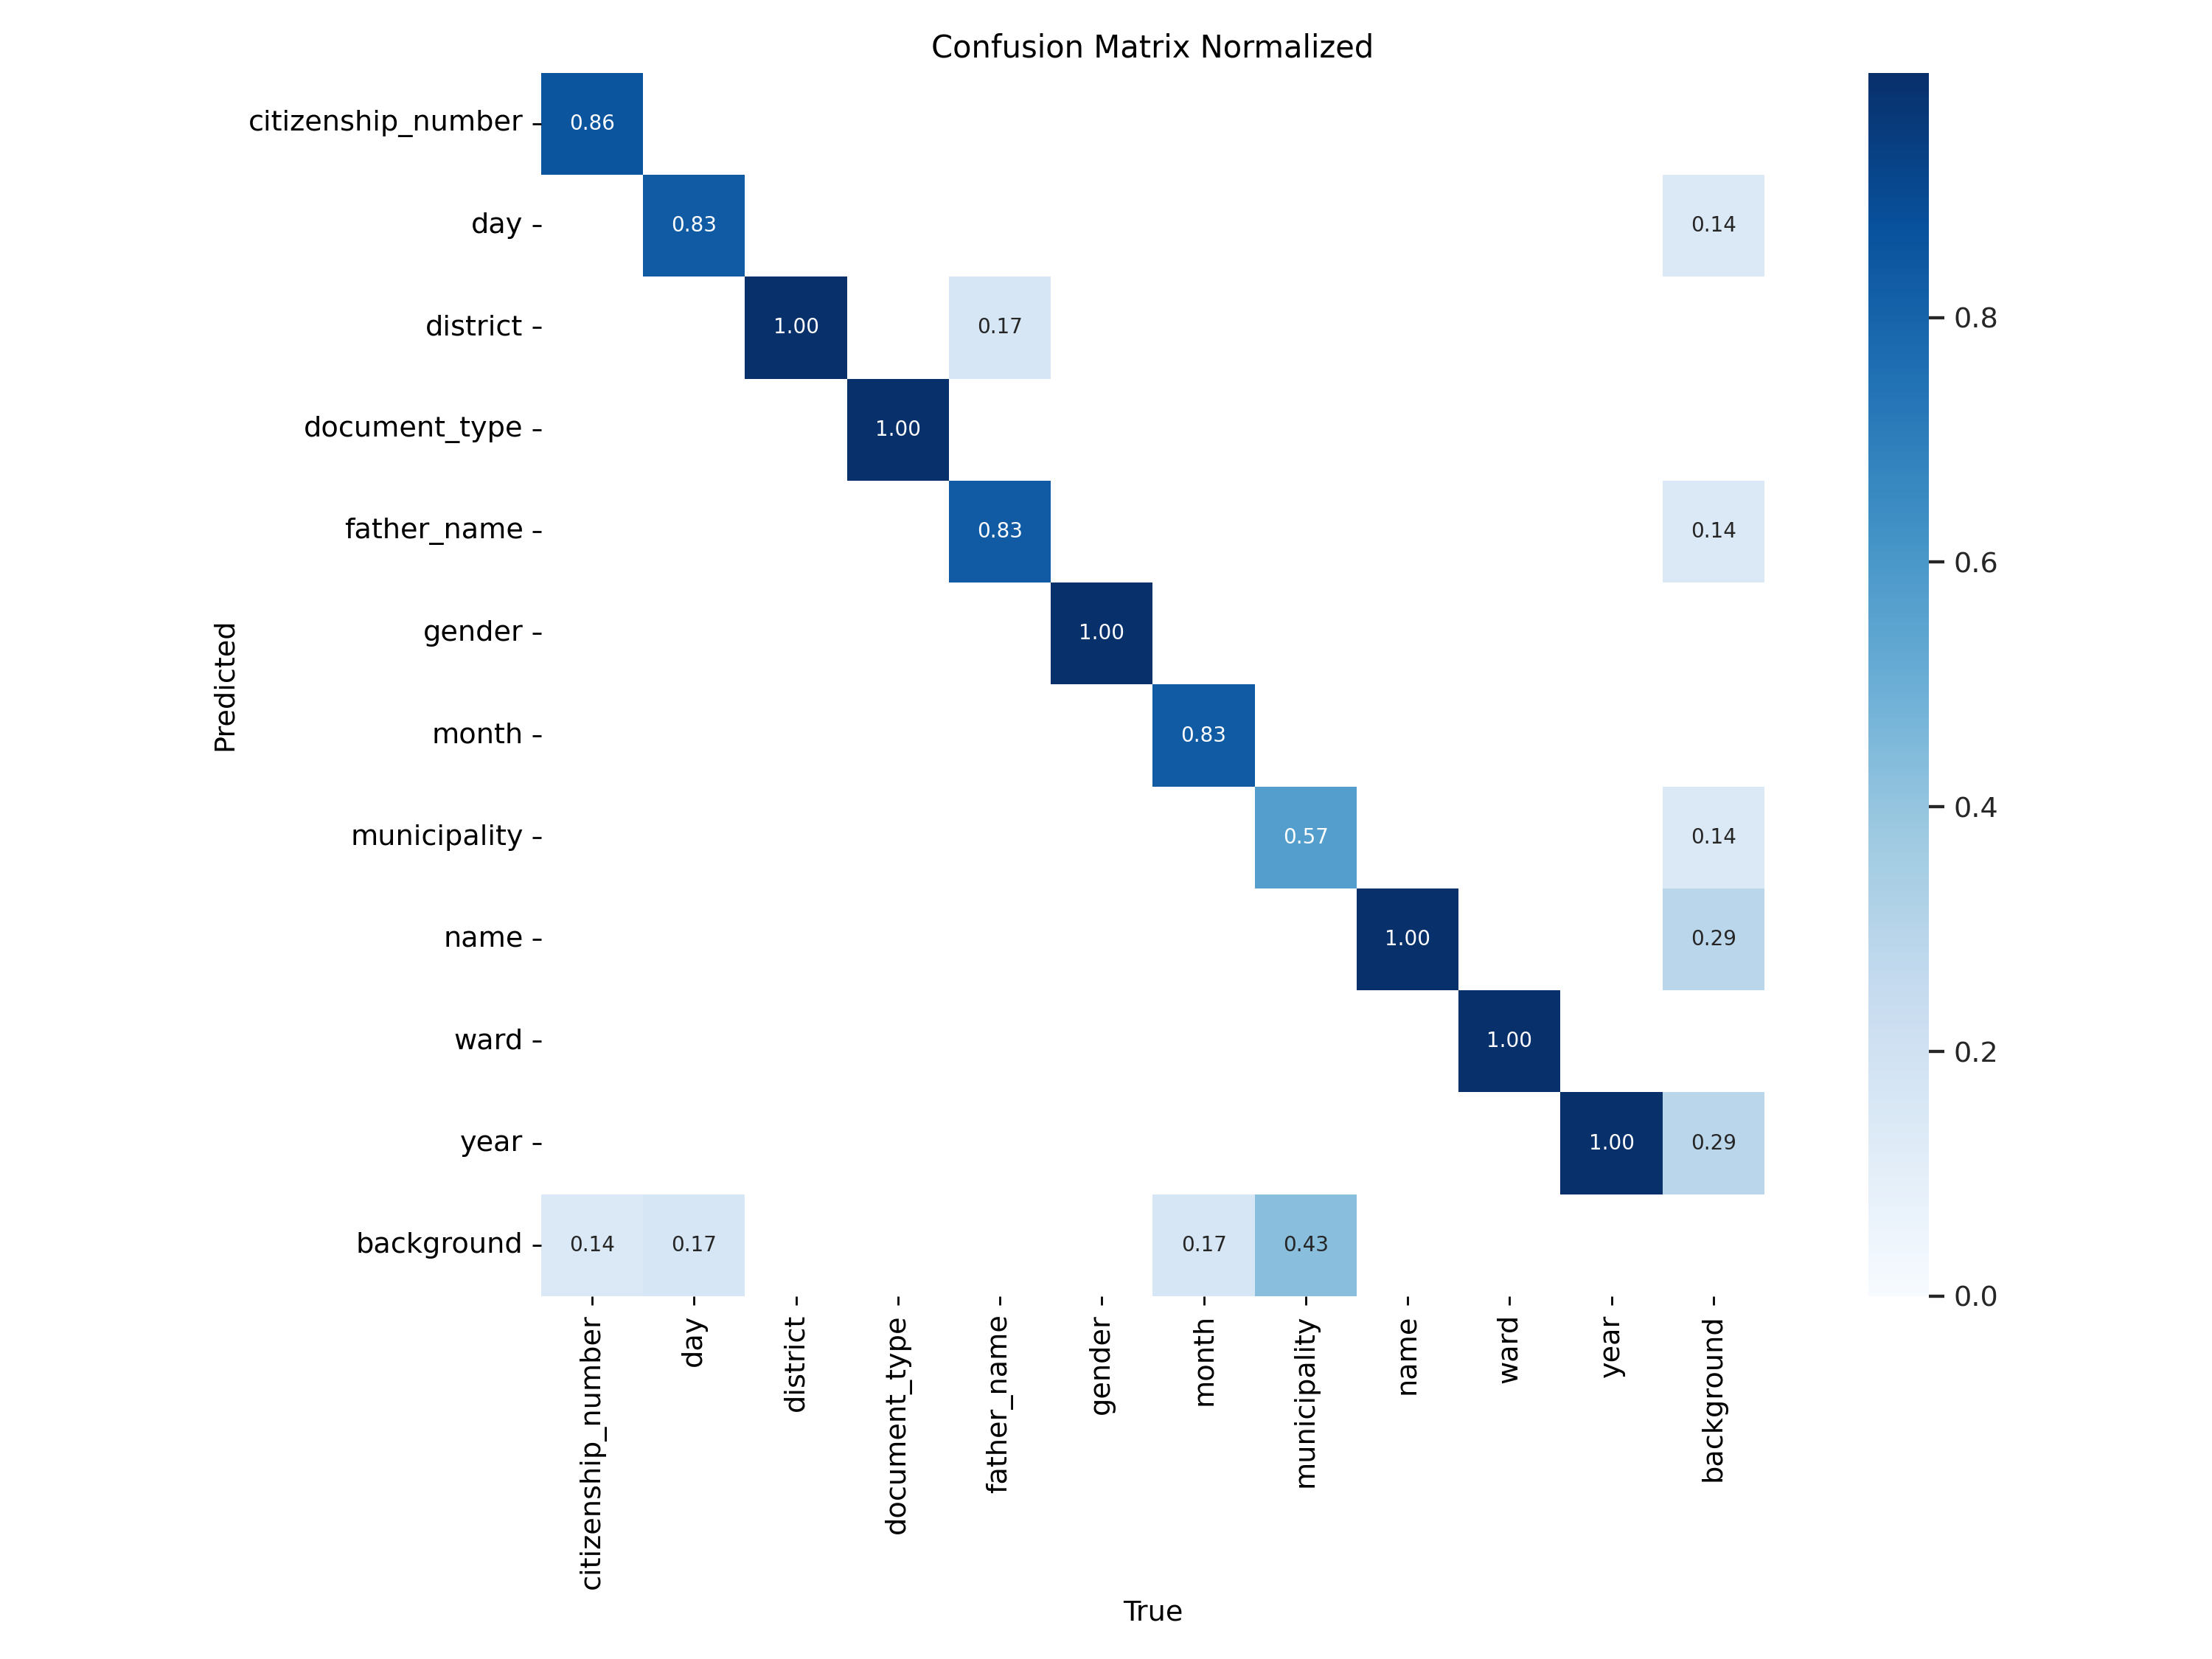 Confusion Matrix Normalized
citizenship_number 0.86
day 0.83 0.14
district 1.00 0.17
0.8
document_type 1.00
father_name 0.83 0.14
0.6
gender 1.00
Predicted
month 0.83
0.4
municipality 0.57 0.14
name 1.00 0.29
ward 1.00
0.2
year 1.00 0.29
background 0.14 0.17 0.17 0.43
0.0
citizenship_number day district document_type father_name gender month municipality name ward year background
True